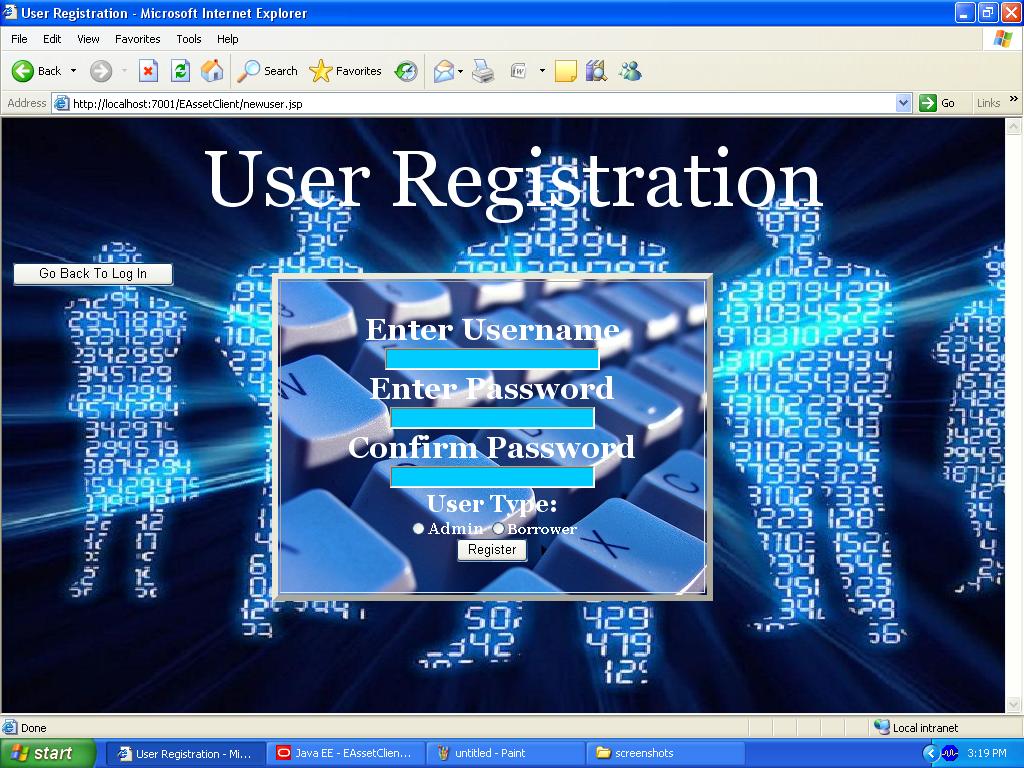 User Registration - Microsoft Internet Explorer
File Edit View Favorites Tools Help
Back Search Favorites
Address http://localhost:7001/EAssetClient/newuser.jsp Go Links »
User Registration
Go Back To Log In
Enter Username
Enter Password
Confirm Password
User Type:
Admin Borrower
Register
Done Local intranet
start User Registration - Mi... Java EE - EAssetClien... untitled - Paint screenshots 3:19 PM